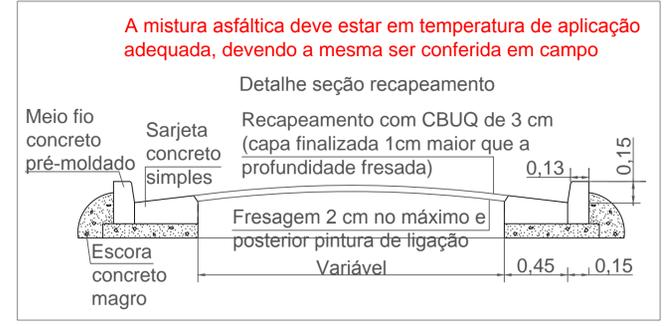 A mistura asfáltica deve estar em temperatura de aplicação
adequada, devendo a mesma ser conferida em campo
Detalhe seção recapeamento
Meio fio
concreto
pré-moldado
Sarjeta
concreto
simples
Recapeamento com CBUQ de 3 cm
(capa finalizada 1cm maior que a
profundidade fresada)
0,13
0,15
Fresagem 2 cm no máximo e
posterior pintura de ligação
Escora
concreto
magro
Variável
0,45
0,15